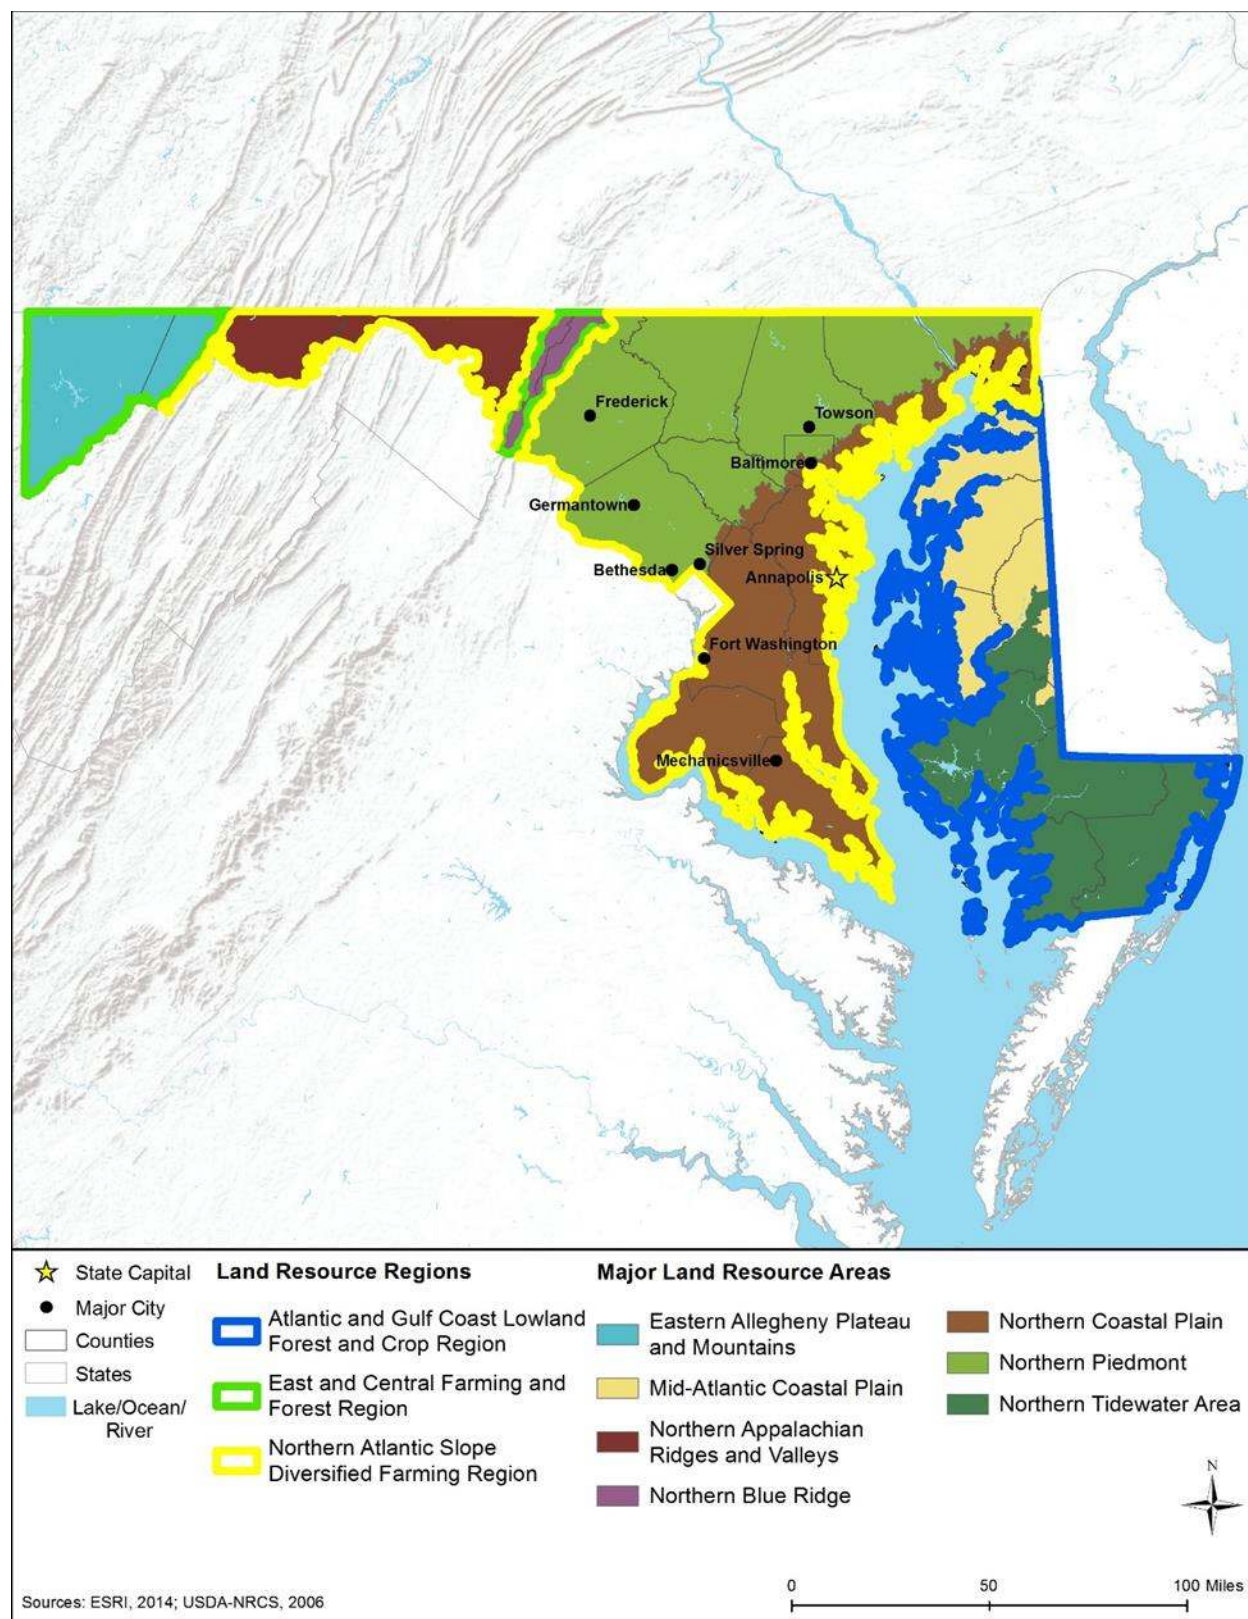 Frederick
Towson
Baltimore
Germantown
Silver Spring
Bethesda
Annapolis
Fort Washington
Mechanicsville
State Capital
Major City
Counties
States
Lake/Ocean/
River
Land Resource Regions
Atlantic and Gulf Coast Lowland
Forest and Crop Region
East and Central Farming and
Forest Region
Northern Atlantic Slope
Diversified Farming Region
Major Land Resource Areas
Eastern Allegheny Plateau
and Mountains
Mid-Atlantic Coastal Plain
Northern Appalachian
Ridges and Valleys
Northern Blue Ridge
Northern Coastal Plain
Northern Piedmont
Northern Tidewater Area
N
0 50 100 Miles
Sources: ESRI, 2014; USDA-NRCS, 2006